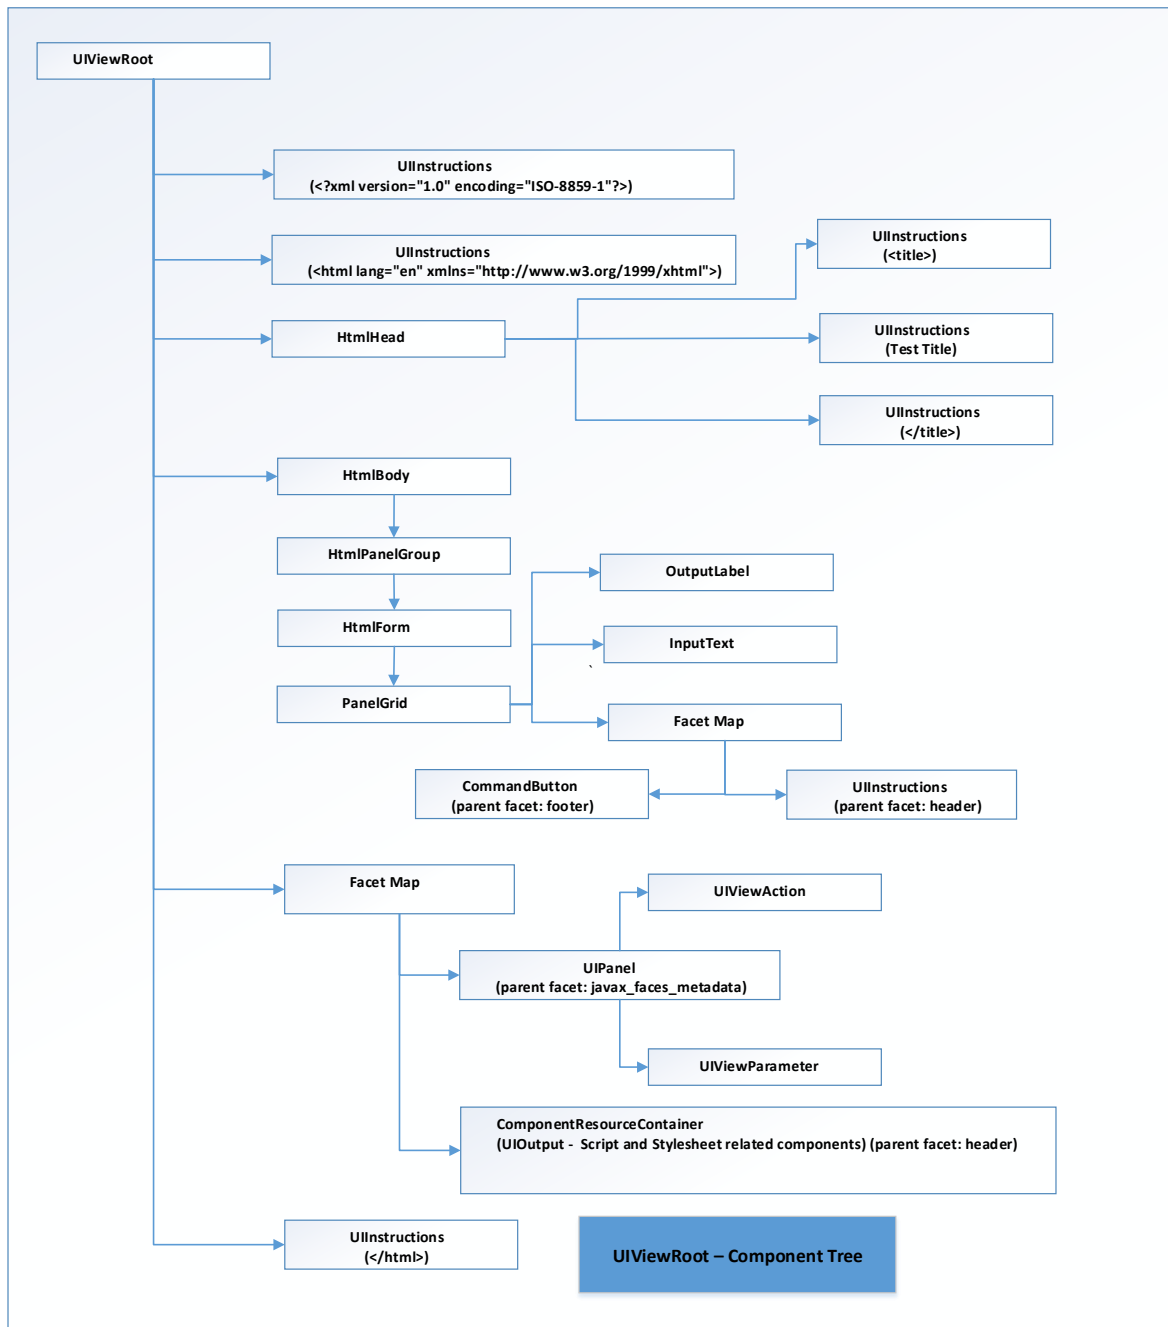 UIViewRoot
UIInstructions
(<?xml version="1.0" encoding="ISO-8859-1"?>)
UIInstructions
(<html lang="en" xmlns="http://www.w3.org/1999/xhtml">)
UIInstructions
(<title>)
HtmlHead
UIInstructions
(Test Title)
UIInstructions
(</title>)
HtmlBody
HtmlPanelGroup
OutputLabel
HtmlForm
InputText
`
PanelGrid
Facet Map
CommandButton
(parent facet: footer)
UIInstructions
(parent facet: header)
Facet Map
UIViewAction
UIPanel
(parent facet: javax_faces_metadata)
UIViewParameter
ComponentResourceContainer
(UIOutput - Script and Stylesheet related components) (parent facet: header)
UIInstructions
(</html>)
UIViewRoot – Component Tree